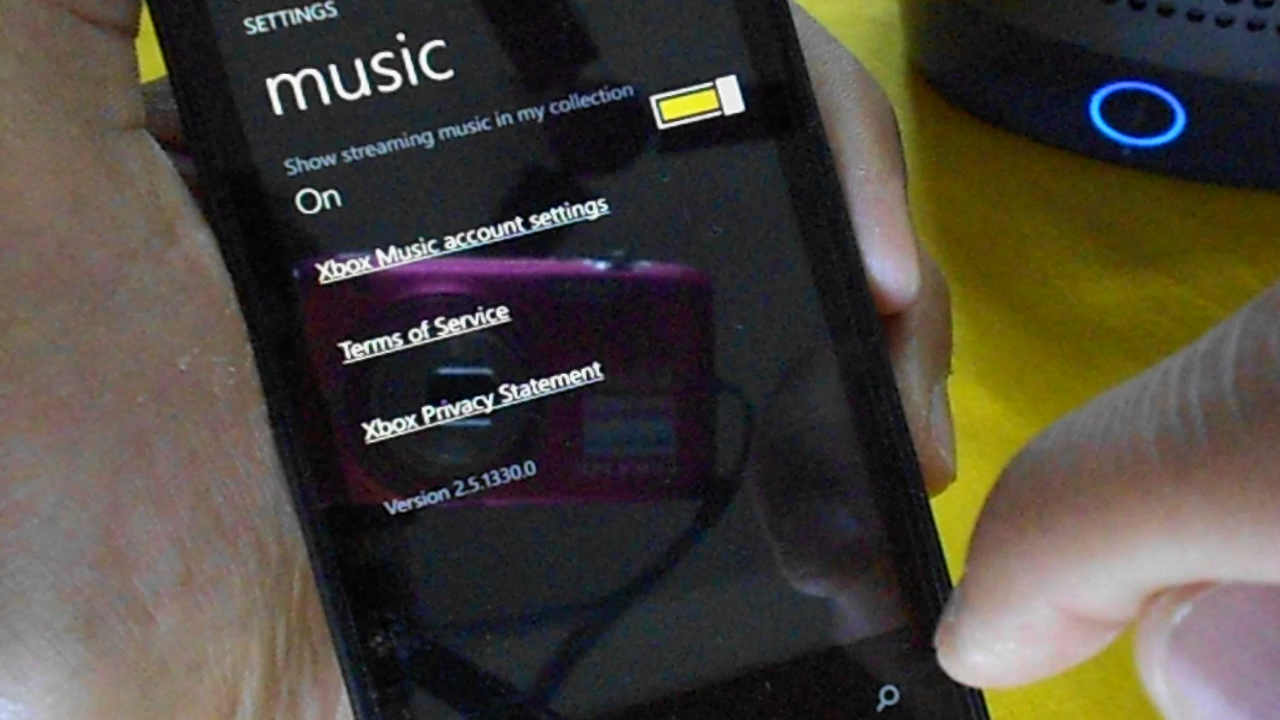 SETTINGS
music
Show streaming music in my collection
On
Xbox Music account settings
Terms of Service
Xbox Privacy Statement
Version 2.5.1330.0